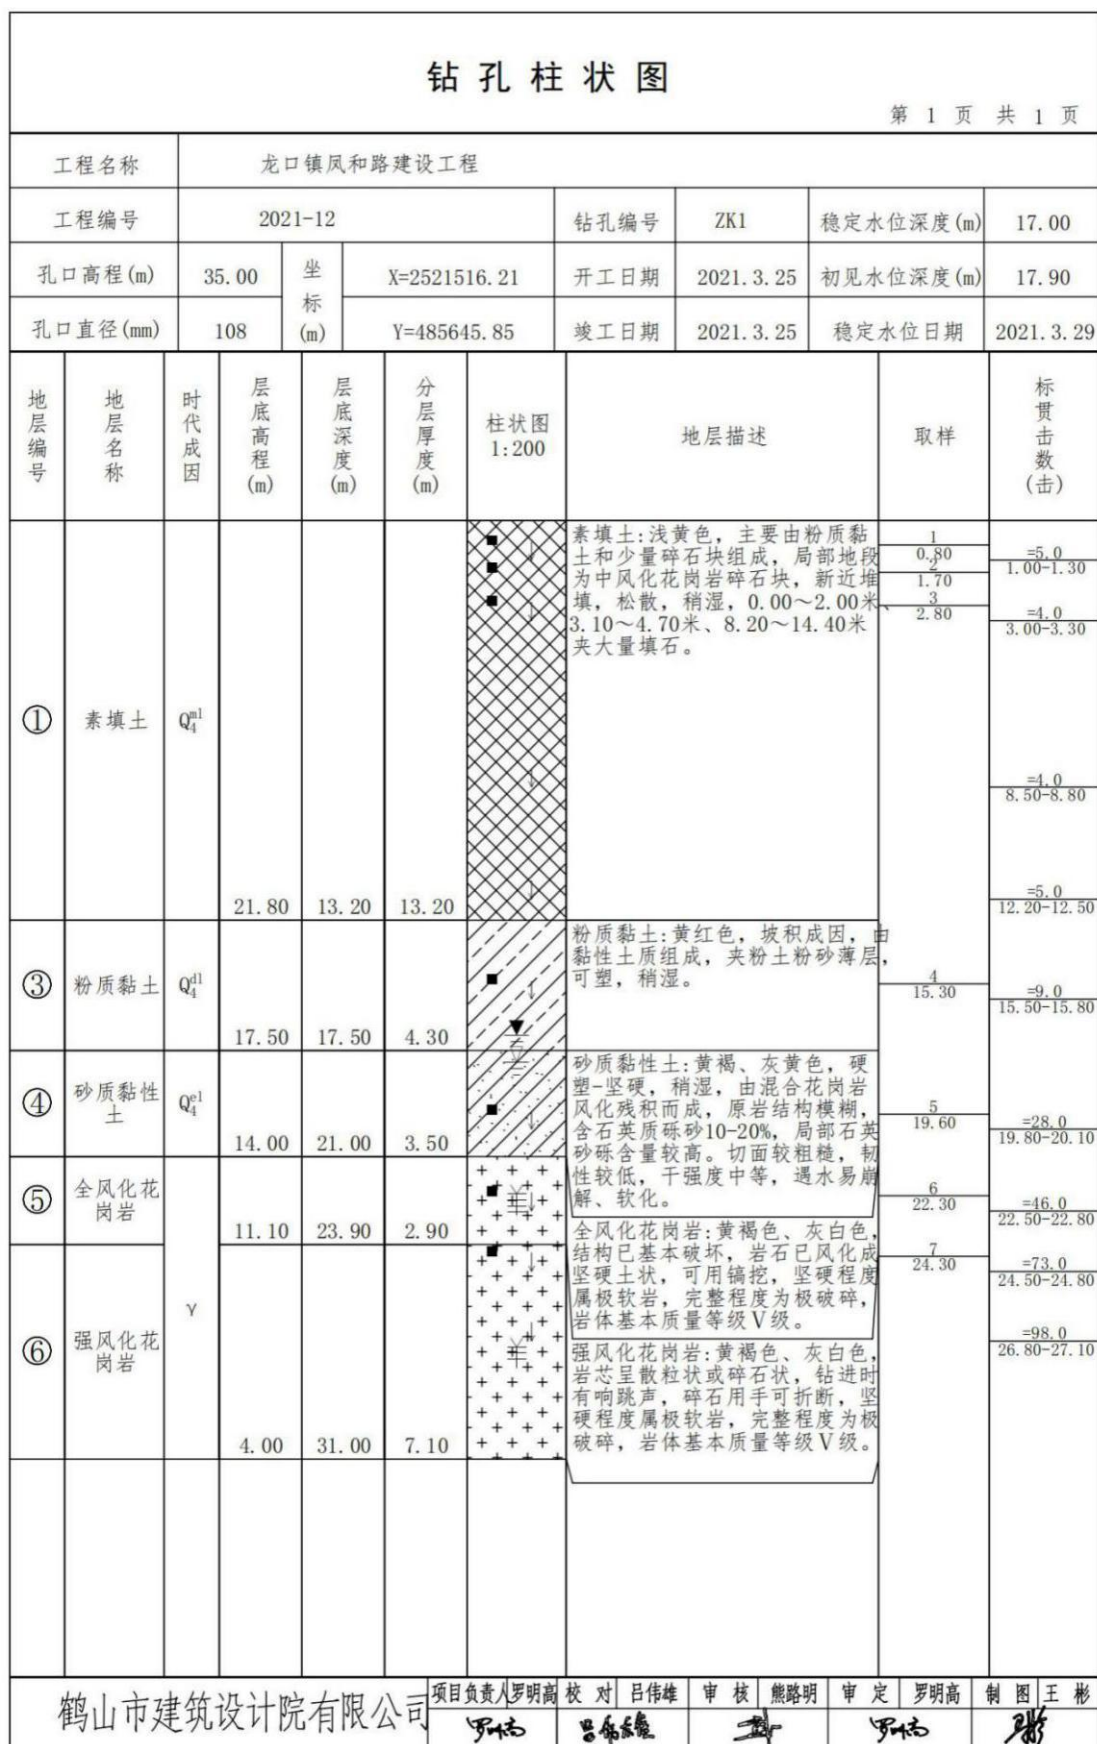 钻孔柱状图
第 1 页 共 1 页
工程名称 龙口镇凤和路建设工程
工程编号 2021-12 钻孔编号 ZK1 稳定水位深度(m) 17.00
孔口高程(m) 35.00 坐标(m) X=2521516.21 开工日期 2021.3.25 初见水位深度(m) 17.90
孔口直径(mm) 108 Y=485645.85 竣工日期 2021.3.25 稳定水位日期 2021.3.29
地层编号 地层名称 时代成因 层底高程(m) 层底深度(m) 分层厚度(m) 柱状图 1:200 地层描述 取样 标贯击数(击)
① 素填土 Q4ml 21.80 13.20 13.20
素填土:浅黄色，主要由粉质黏
土和少量碎石块组成，局部地段
为中风化花岗岩碎石块，新近堆
填，松散，稍湿，0.00～2.00米、
3.10～4.70米、8.20～14.40米
夹大量填石。
1
0.80
2
1.70
3
2.80
=5.0
1.00-1.30
=4.0
3.00-3.30
=4.0
8.50-8.80
=5.0
12.20-12.50
③ 粉质黏土 Q4dl 17.50 17.50 4.30
粉质黏土:黄红色，坡积成因，由
黏性土质组成，夹粉土粉砂薄层，
可塑，稍湿。
4
15.30
=9.0
15.50-15.80
④ 砂质黏性土 Q4el 14.00 21.00 3.50
砂质黏性土:黄褐、灰黄色，硬
塑-坚硬，稍湿，由混合花岗岩
风化残积而成，原岩结构模糊，
含石英质砾砂10-20%，局部石英
砂砾含量较高。切面较粗糙，韧
性较低，干强度中等，遇水易崩
解、软化。
5
19.60
=28.0
19.80-20.10
⑤ 全风化花岗岩 γ 11.10 23.90 2.90
全风化花岗岩:黄褐色、灰白色，
结构已基本破坏，岩石已风化成
坚硬土状，可用镐挖，坚硬程度
属极软岩，完整程度为极破碎，
岩体基本质量等级Ⅴ级。
6
22.30
=46.0
22.50-22.80
⑥ 强风化花岗岩 4.00 31.00 7.10
强风化花岗岩:黄褐色、灰白色，
岩芯呈散粒状或碎石状，钻进时
有响跳声，碎石用手可折断，坚
硬程度属极软岩，完整程度为极
破碎，岩体基本质量等级Ⅴ级。
7
24.30
=73.0
24.50-24.80
=98.0
26.80-27.10
鹤山市建筑设计院有限公司 项目负责人 罗明高 校 对 吕伟雄 审 核 熊路明 审 定 罗明高 制 图 王 彬